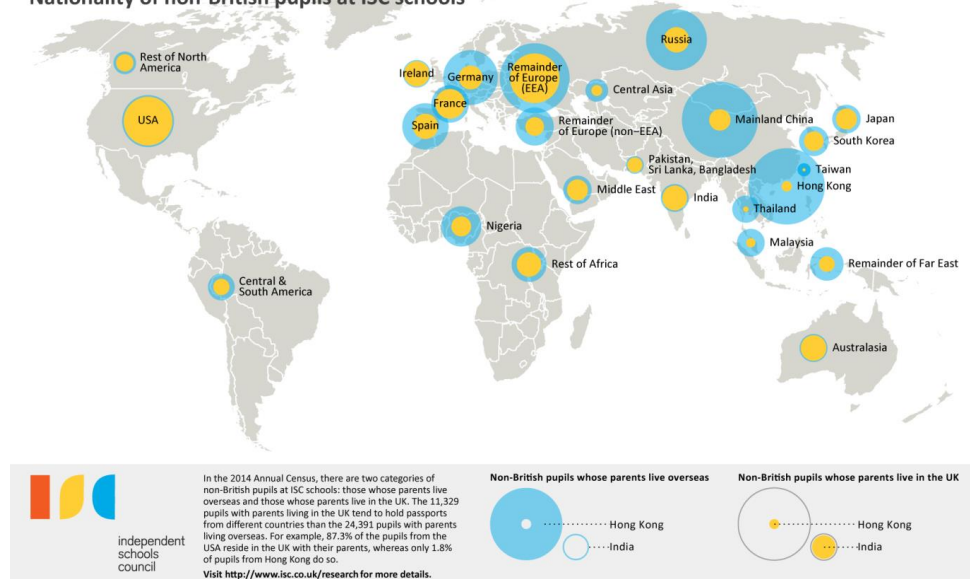 Nationality of non-British pupils at ISC schools
Russia
Rest of North
America
Ireland
Germany
Remainder
of Europe
(EEA)
Central Asia
France
USA
Spain
Remainder
of Europe (non–EEA)
Mainland China
Japan
South Korea
Pakistan,
Sri Lanka, Bangladesh
Taiwan
Hong Kong
Middle East
India
Thailand
Nigeria
Malaysia
Rest of Africa
Remainder of Far East
Central &
South America
Australasia
ISC
independent
schools
council
In the 2014 Annual Census, there are two categories of
non-British pupils at ISC schools: those whose parents live
overseas and those whose parents live in the UK. The 11,329
pupils with parents living in the UK tend to hold passports
from different countries than the 24,391 pupils with parents
living overseas. For example, 87.3% of the pupils from the
USA reside in the UK with their parents, whereas only 1.8%
of pupils from Hong Kong do so.
Visit http://www.isc.co.uk/research for more details.
Non-British pupils whose parents live overseas
Hong Kong
India
Non-British pupils whose parents live in the UK
Hong Kong
India